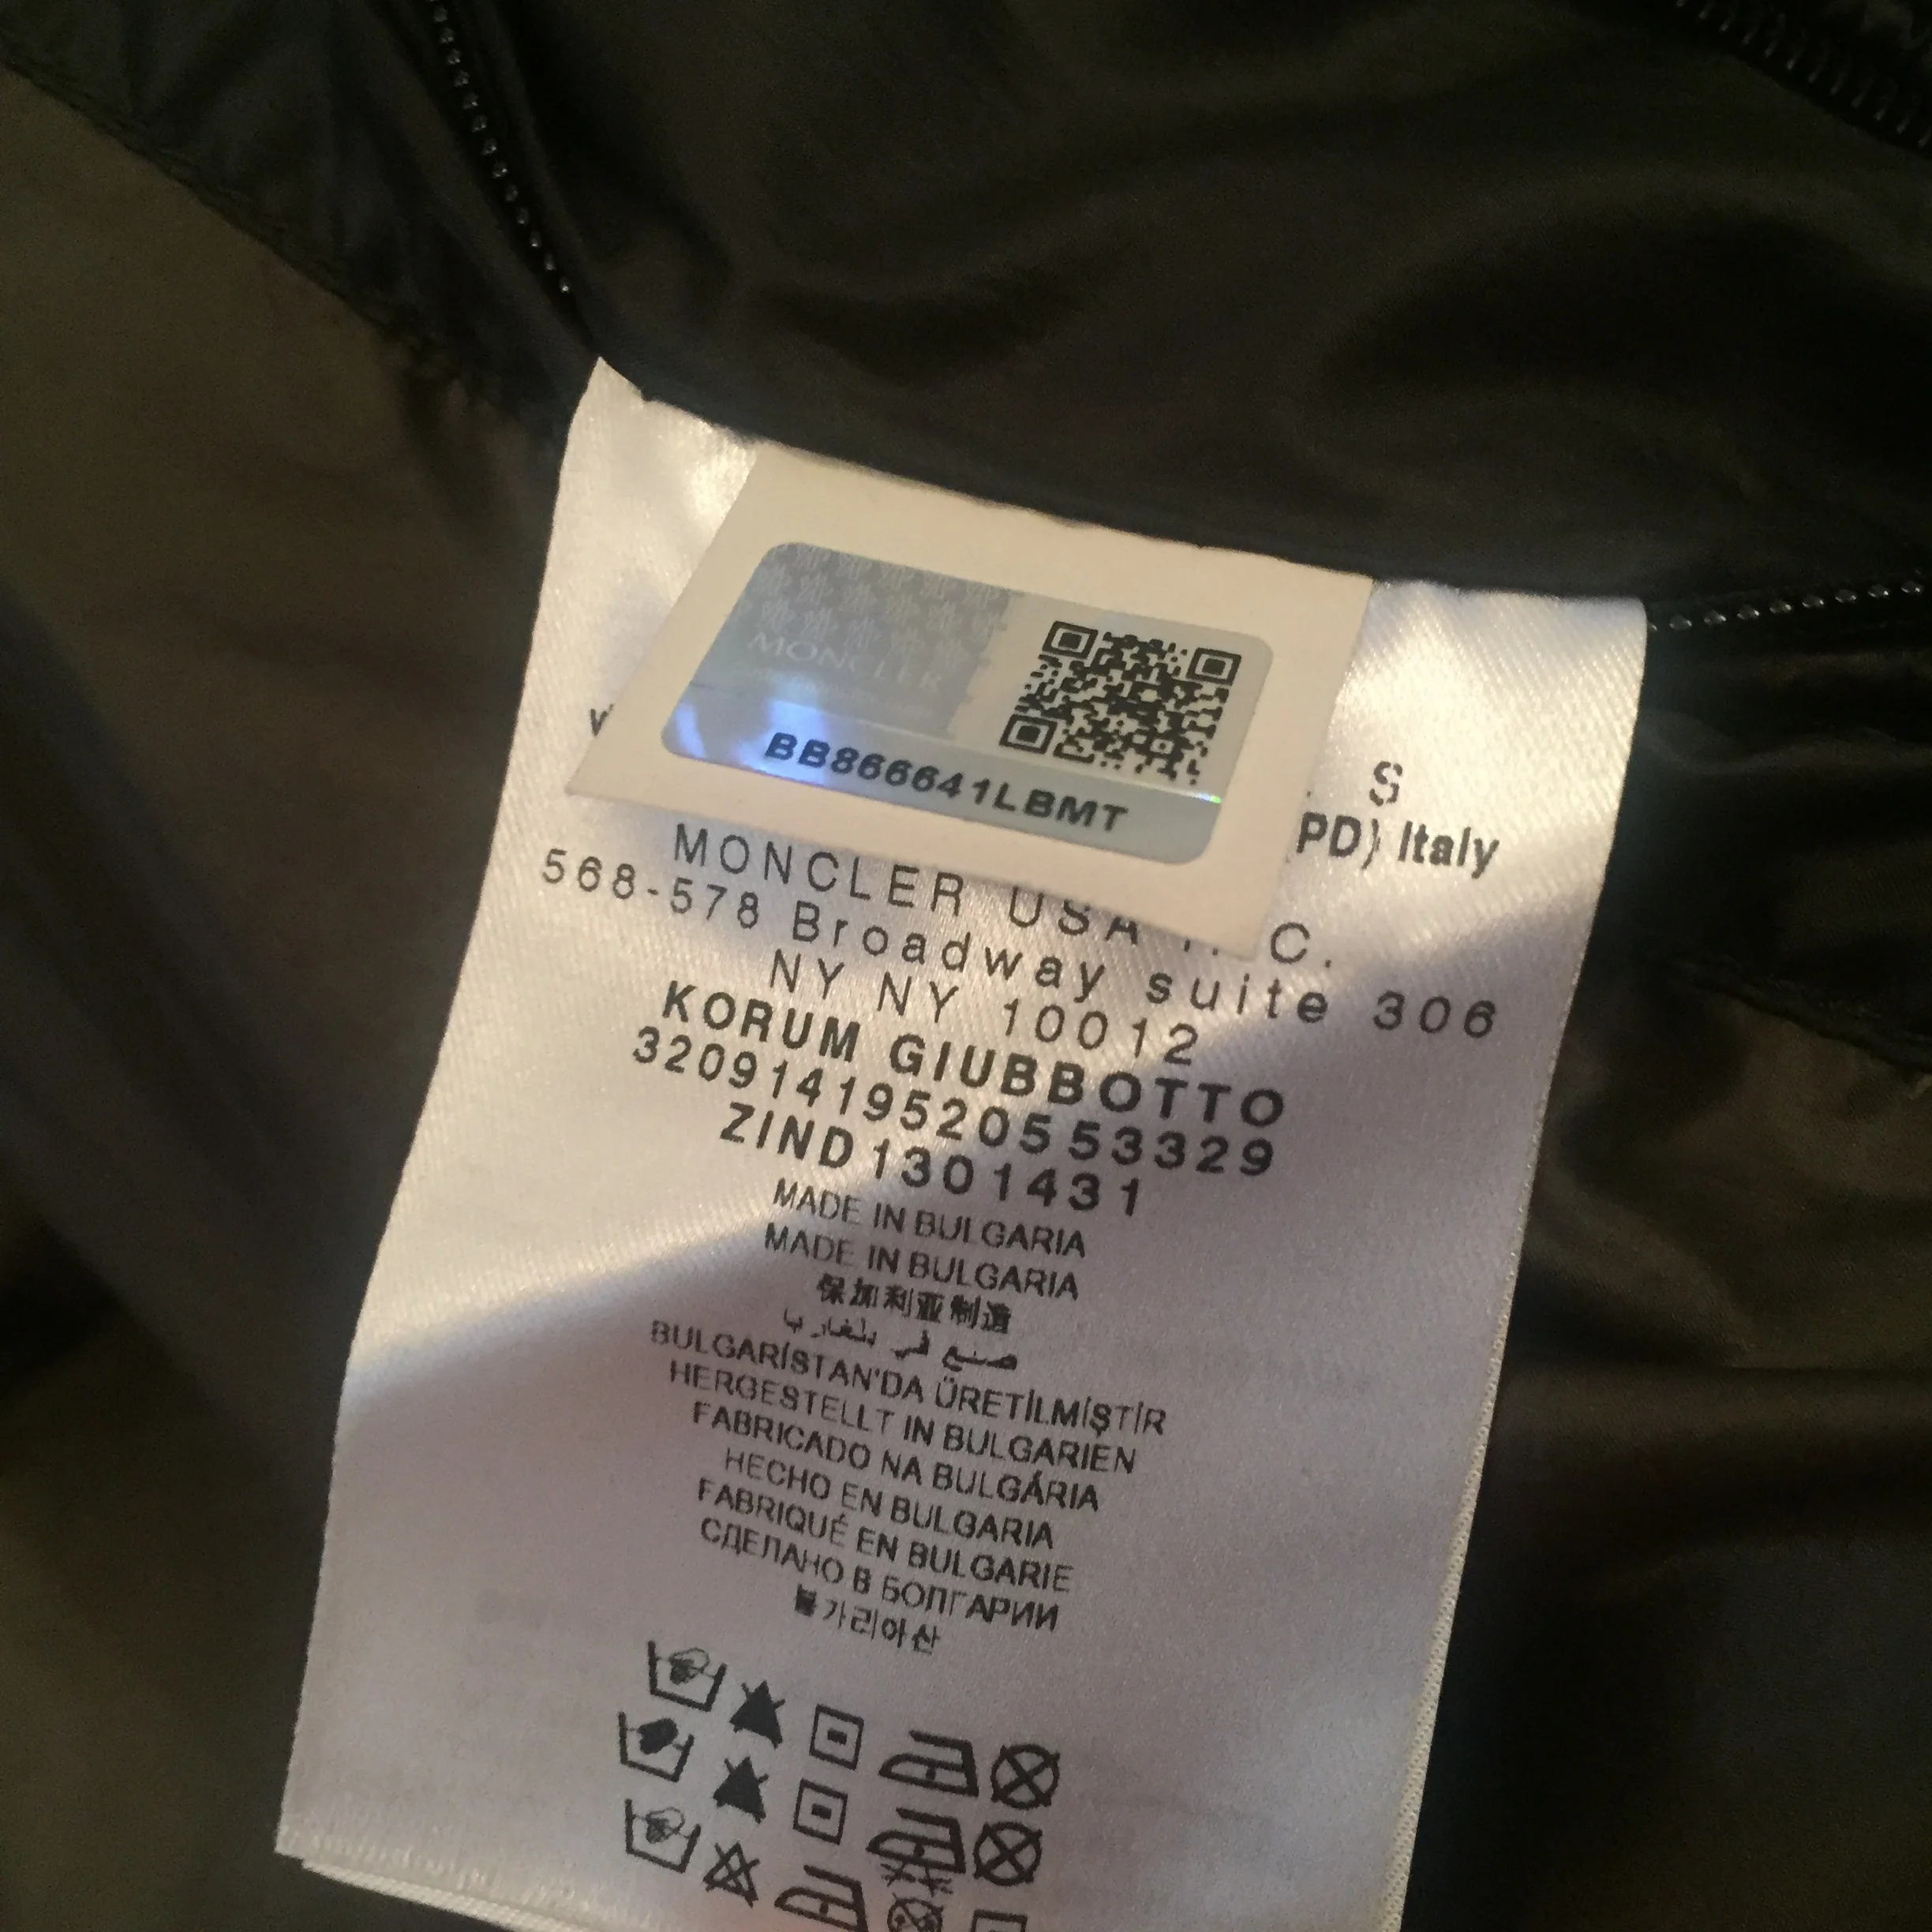 MONCLER
BB866641LBMT
S
(PD) Italy
MONCLER USA
568-578 Broadway suite 306
NY NY 10012
KORUM GIUBBOTTO
320914195205 53329
ZIND1301431
MADE IN BULGARIA
MADE IN BULGARIA
保加利亚制造
صنع في بلغاريا
BULGARİSTAN'DA ÜRETİLMİŞTİR
HERGESTELLT IN BULGARIEN
FABRICADO NA BULGÁRIA
HECHO EN BULGARIA
FABRIQUÉ EN BULGARIE
СДЕЛАНО В БОЛГАРИИ
불가리아산